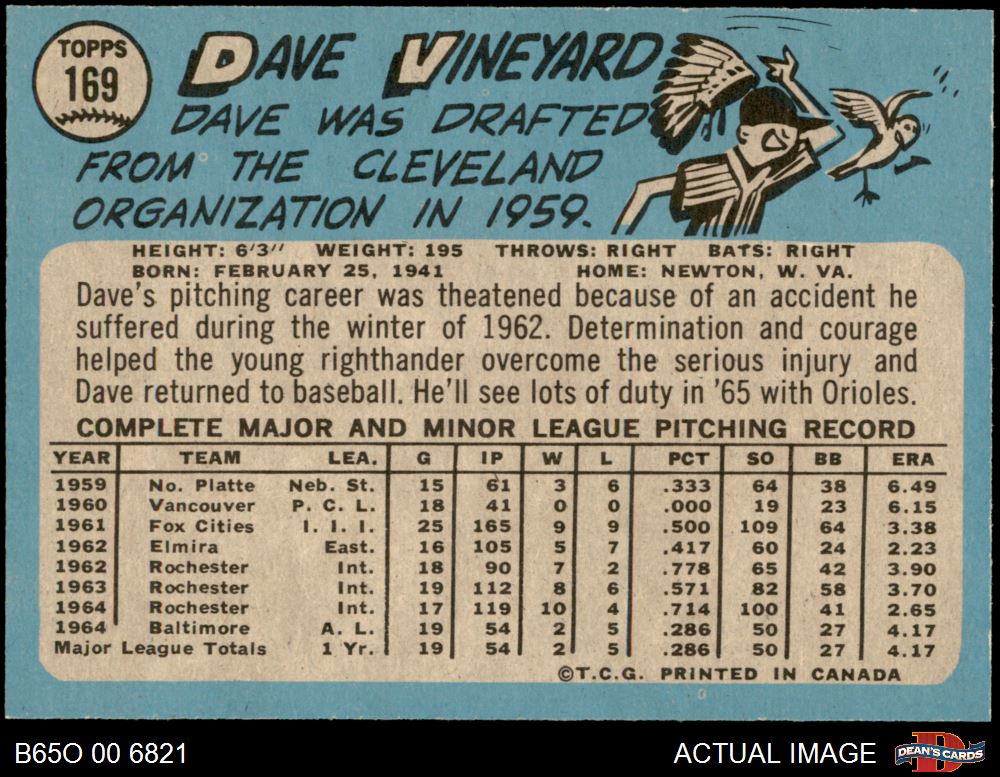 TOPPS
169
DAVE VINEYARD
DAVE WAS DRAFTED
FROM THE CLEVELAND
ORGANIZATION IN 1959.
HEIGHT: 6'3" WEIGHT: 195 THROWS: RIGHT BATS: RIGHT
BORN: FEBRUARY 25, 1941 HOME: NEWTON, W. VA.
Dave's pitching career was theatened because of an accident he
suffered during the winter of 1962. Determination and courage
helped the young righthander overcome the serious injury and
Dave returned to baseball. He'll see lots of duty in '65 with Orioles.
COMPLETE MAJOR AND MINOR LEAGUE PITCHING RECORD
YEAR TEAM LEA. G IP W L PCT SO BB ERA
1959 No. Platte Neb. St. 15 61 3 6 .333 64 38 6.49
1960 Vancouver P. C. L. 18 41 0 0 .000 19 23 6.15
1961 Fox Cities I. I. I. 25 165 9 9 .500 109 64 3.38
1962 Elmira East. 16 105 5 7 .417 60 24 2.23
1962 Rochester Int. 18 90 7 2 .778 65 42 3.90
1963 Rochester Int. 19 112 8 6 .571 82 58 3.70
1964 Rochester Int. 17 119 10 4 .714 100 41 2.65
1964 Baltimore A. L. 19 54 2 5 .286 50 27 4.17
Major League Totals 1 Yr. 19 54 2 5 .286 50 27 4.17
©T.C.G. PRINTED IN CANADA
B65O 00 6821
ACTUAL IMAGE
DEAN'S CARDS